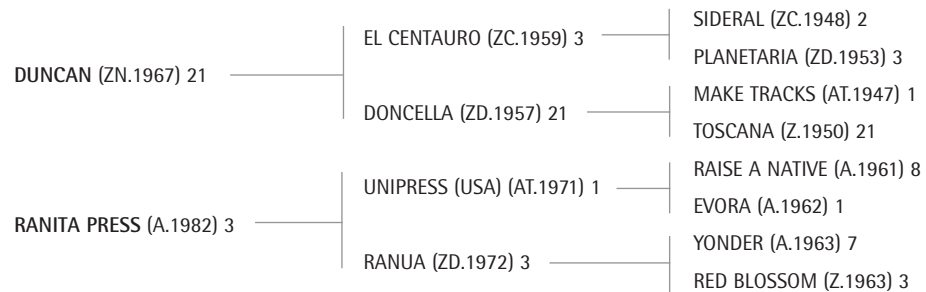 SIDERAL (ZC.1948) 2
EL CENTAURO (ZC.1959) 3
PLANETARIA (ZD.1953) 3
DUNCAN (ZN.1967) 21
MAKE TRACKS (AT.1947) 1
DONCELLA (ZD.1957) 21
TOSCANA (Z.1950) 21
RAISE A NATIVE (A.1961) 8
UNIPRESS (USA) (AT.1971) 1
EVORA (A.1962) 1
RANITA PRESS (A.1982) 3
YONDER (A.1963) 7
RANUA (ZD.1972) 3
RED BLOSSOM (Z.1963) 3